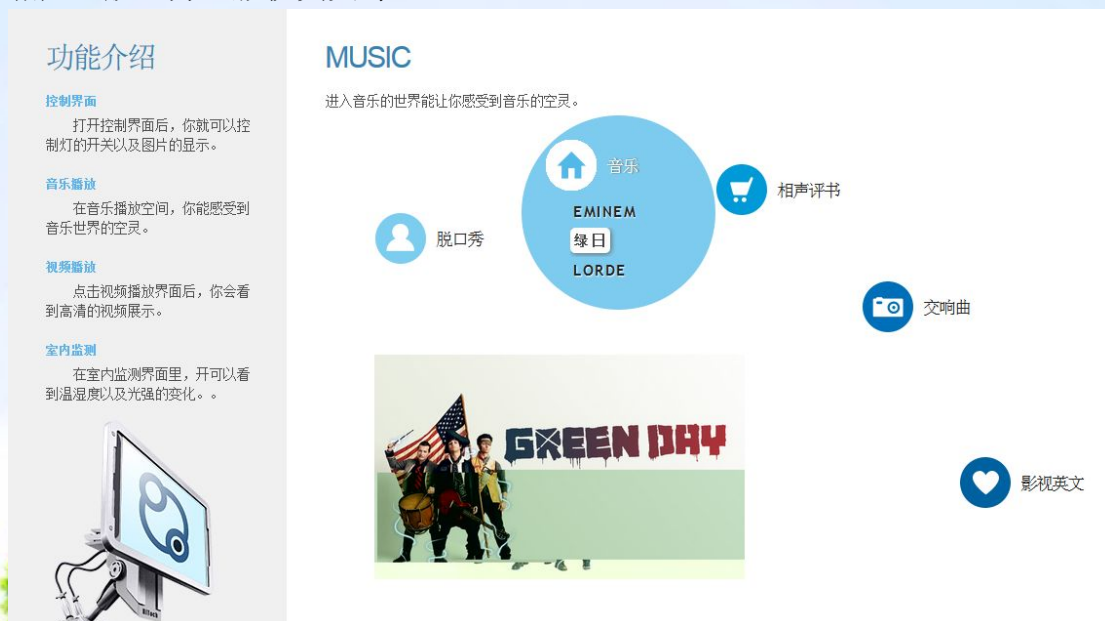 功能介绍
控制界面
打开控制界面后，你就可以控
制灯的开关以及图片的显示。
音乐播放
在音乐播放空间，你能感受到
音乐世界的空灵。
视频播放
点击视频播放界面后，你会看
到高清的视频展示。
室内监测
在室内监测界面里，开可以看
到温湿度以及光强的变化。。
MUSIC
进入音乐的世界能让你感受到音乐的空灵。
音乐
EMINEM
绿日
LORDE
脱口秀
相声评书
交响曲
影视英文
GREEN DAY